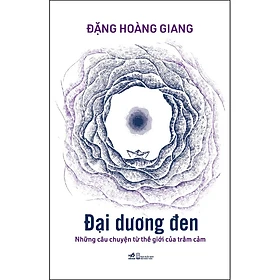 ĐẶNG HOÀNG GIANG
Đại dương đen
Những câu chuyện từ thế giới của trầm cảm